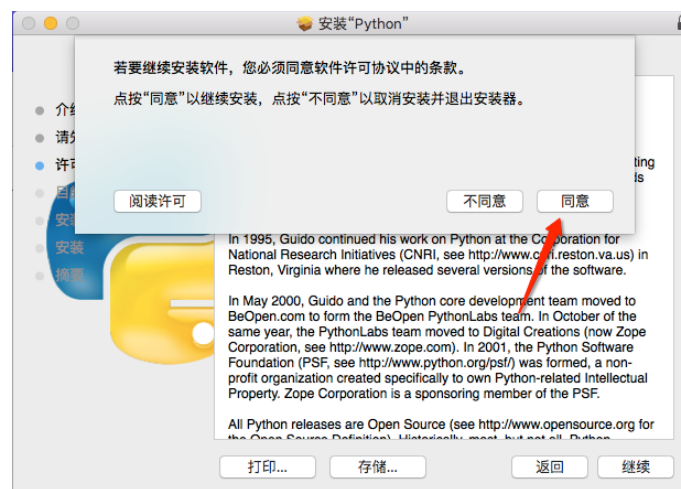 安装“Python”
若要继续安装软件，您必须同意软件许可协议中的条款。
点按“同意”以继续安装，点按“不同意”以取消安装并退出安装器。
阅读许可
不同意
同意
安装
摘要
In 1995, Guido continued his work on Python at the Corporation for
National Research Initiatives (CNRI, see http://www.cnri.reston.va.us) in
Reston, Virginia where he released several versions of the software.
In May 2000, Guido and the Python core development team moved to
BeOpen.com to form the BeOpen PythonLabs team. In October of the
same year, the PythonLabs team moved to Digital Creations (now Zope
Corporation, see http://www.zope.com). In 2001, the Python Software
Foundation (PSF, see http://www.python.org/psf/) was formed, a non-
profit organization created specifically to own Python-related Intellectual
Property. Zope Corporation is a sponsoring member of the PSF.
All Python releases are Open Source (see http://www.opensource.org for
the Open Source Definition). Historically, most, but not all, Python
打印...
存储...
返回
继续